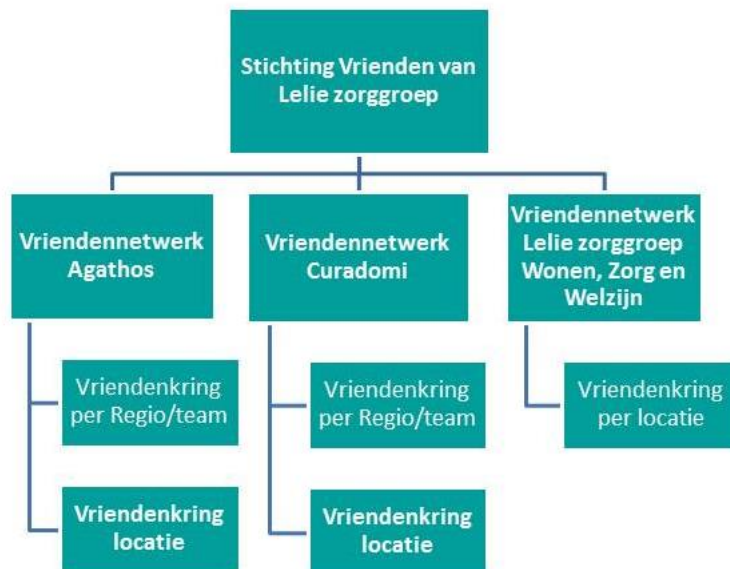 Stichting Vrienden van
Lelie zorggroep
Vriendennetwerk
Agathos
Vriendennetwerk
Curadomi
Vriendennetwerk
Lelie zorggroep
Wonen, Zorg en
Welzijn
Vriendenkring
per Regio/team
Vriendenkring
per Regio/team
Vriendenkring
per locatie
Vriendenkring
locatie
Vriendenkring
locatie